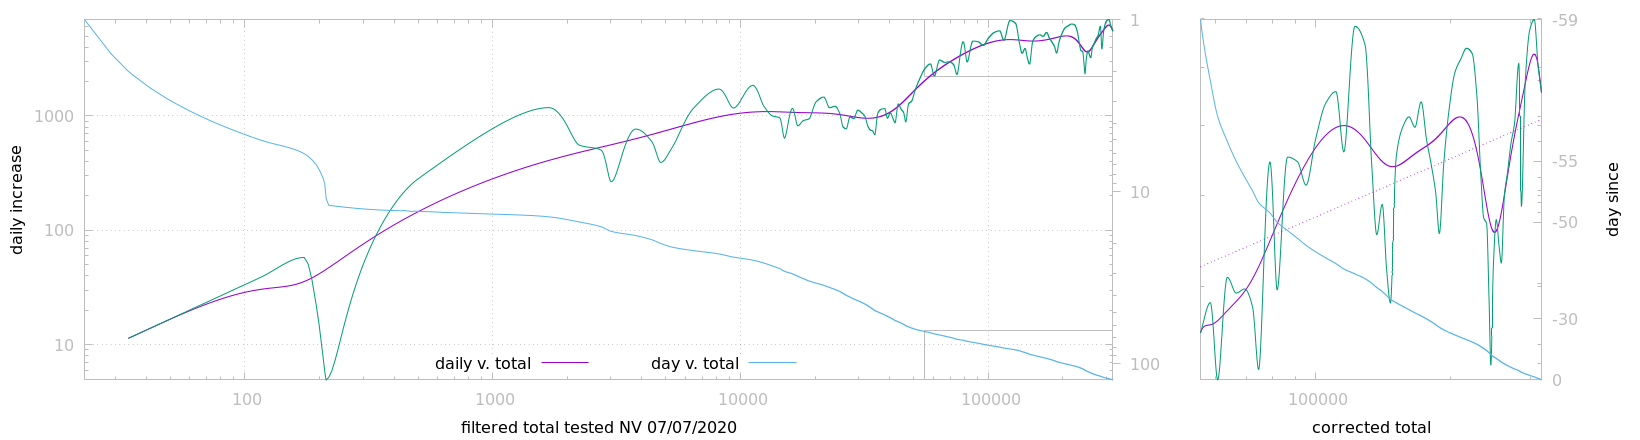 1000
100
10
daily increase
100
1000
10000
100000
filtered total tested NV 07/07/2020
daily v. total
day v. total
1
10
100
100000
corrected total
-59
-55
-50
-30
0
day since